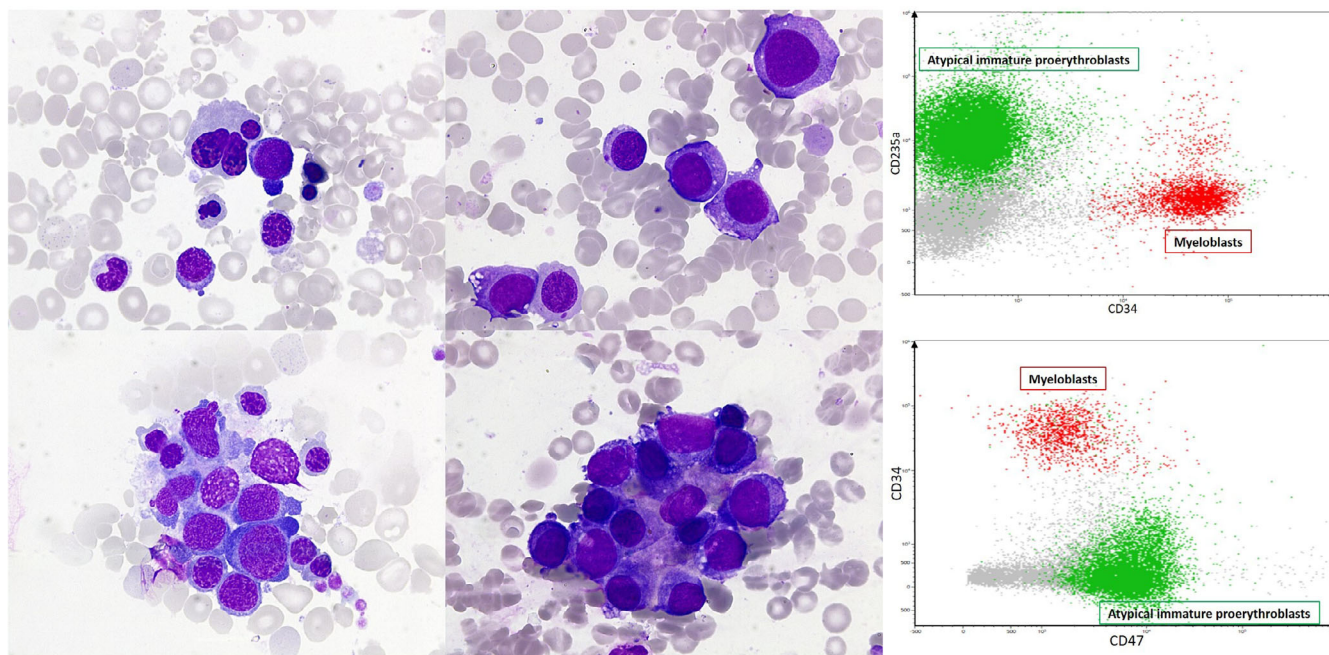 Atypical immature proerythroblasts
CD235a
Myeloblasts
CD34
Myeloblasts
CD34
Atypical immature proerythroblasts
CD47